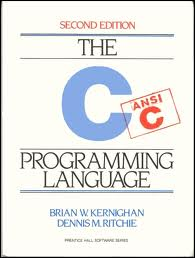 SECOND EDITION
THE
C
ANSI
C
PROGRAMMING
LANGUAGE
BRIAN W. KERNIGHAN
DENNIS M. RITCHIE
PRENTICE HALL SOFTWARE SERIES